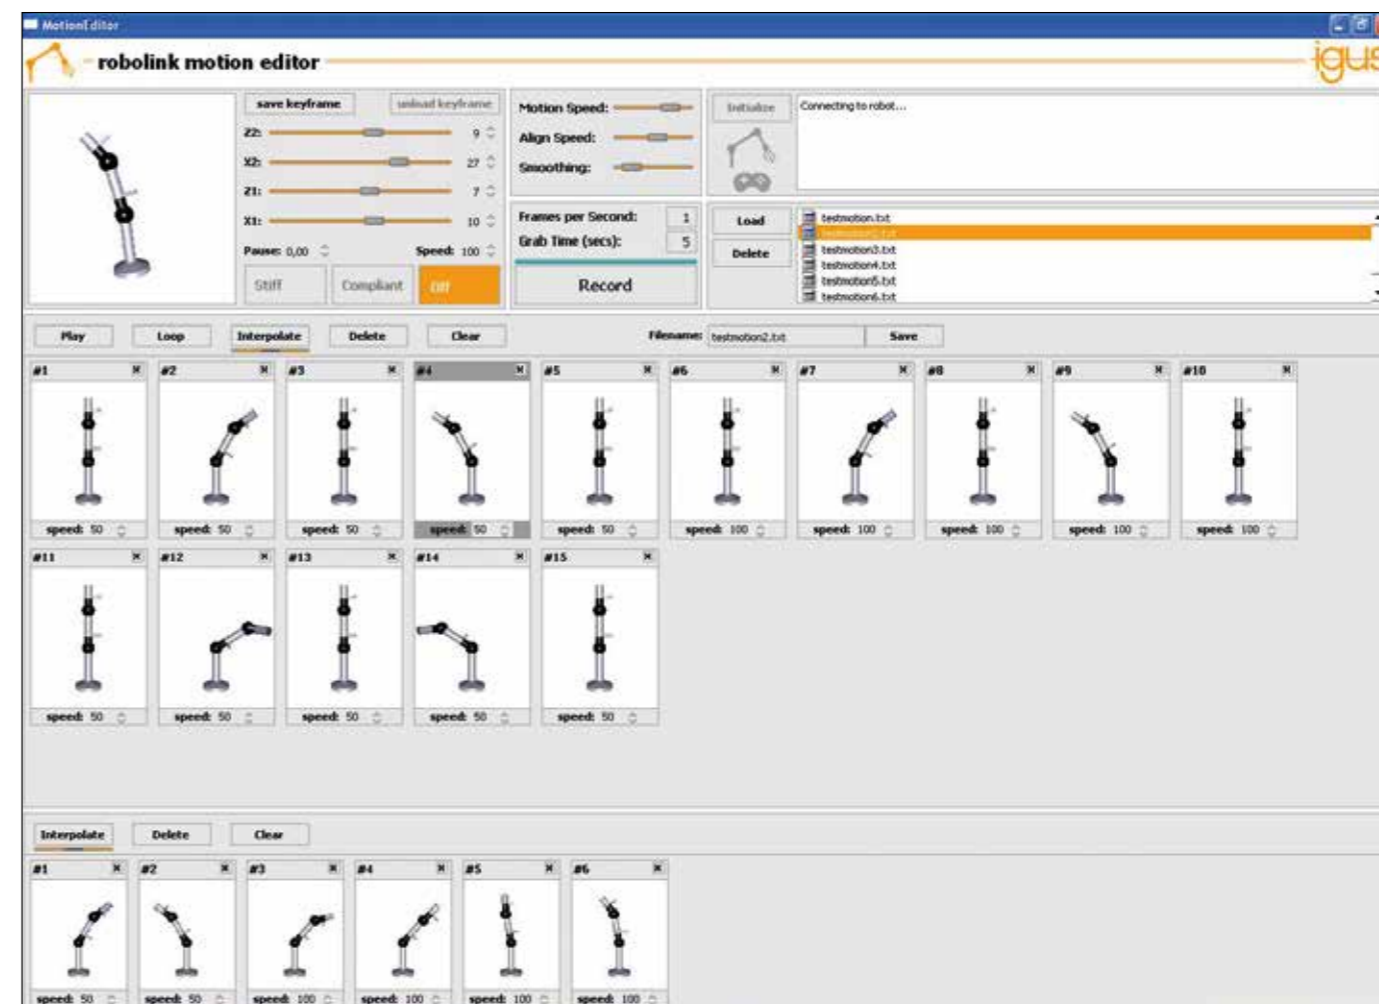 MotionEditor
robolink motion editor
igus
save keyframe unload keyframe
Z2: 9
X2: 27
Z1: 7
X1: 10
Pause: 0,00 Speed: 100
Stiff Compliant Off
Motion Speed:
Align Speed:
Smoothing:
Frames per Second: 1
Grab Time (secs): 5
Record
Initialize Connecting to robot...
Load
Delete
testmotion.txt
testmotion2.txt
testmotion3.txt
testmotion4.txt
testmotion5.txt
testmotion6.txt
Play Loop Interpolate Delete Clear Filename: testmotion2.txt Save
#1 #2 #3 #4 #5 #6 #7 #8 #9 #10
speed: 50 speed: 50 speed: 50 speed: 50 speed: 50 speed: 100 speed: 100 speed: 100 speed: 100 speed: 100
#11 #12 #13 #14 #15
speed: 50 speed: 50 speed: 50 speed: 50 speed: 50
Interpolate Delete Clear
#1 #2 #3 #4 #5 #6
speed: 50 speed: 50 speed: 100 speed: 100 speed: 100 speed: 100